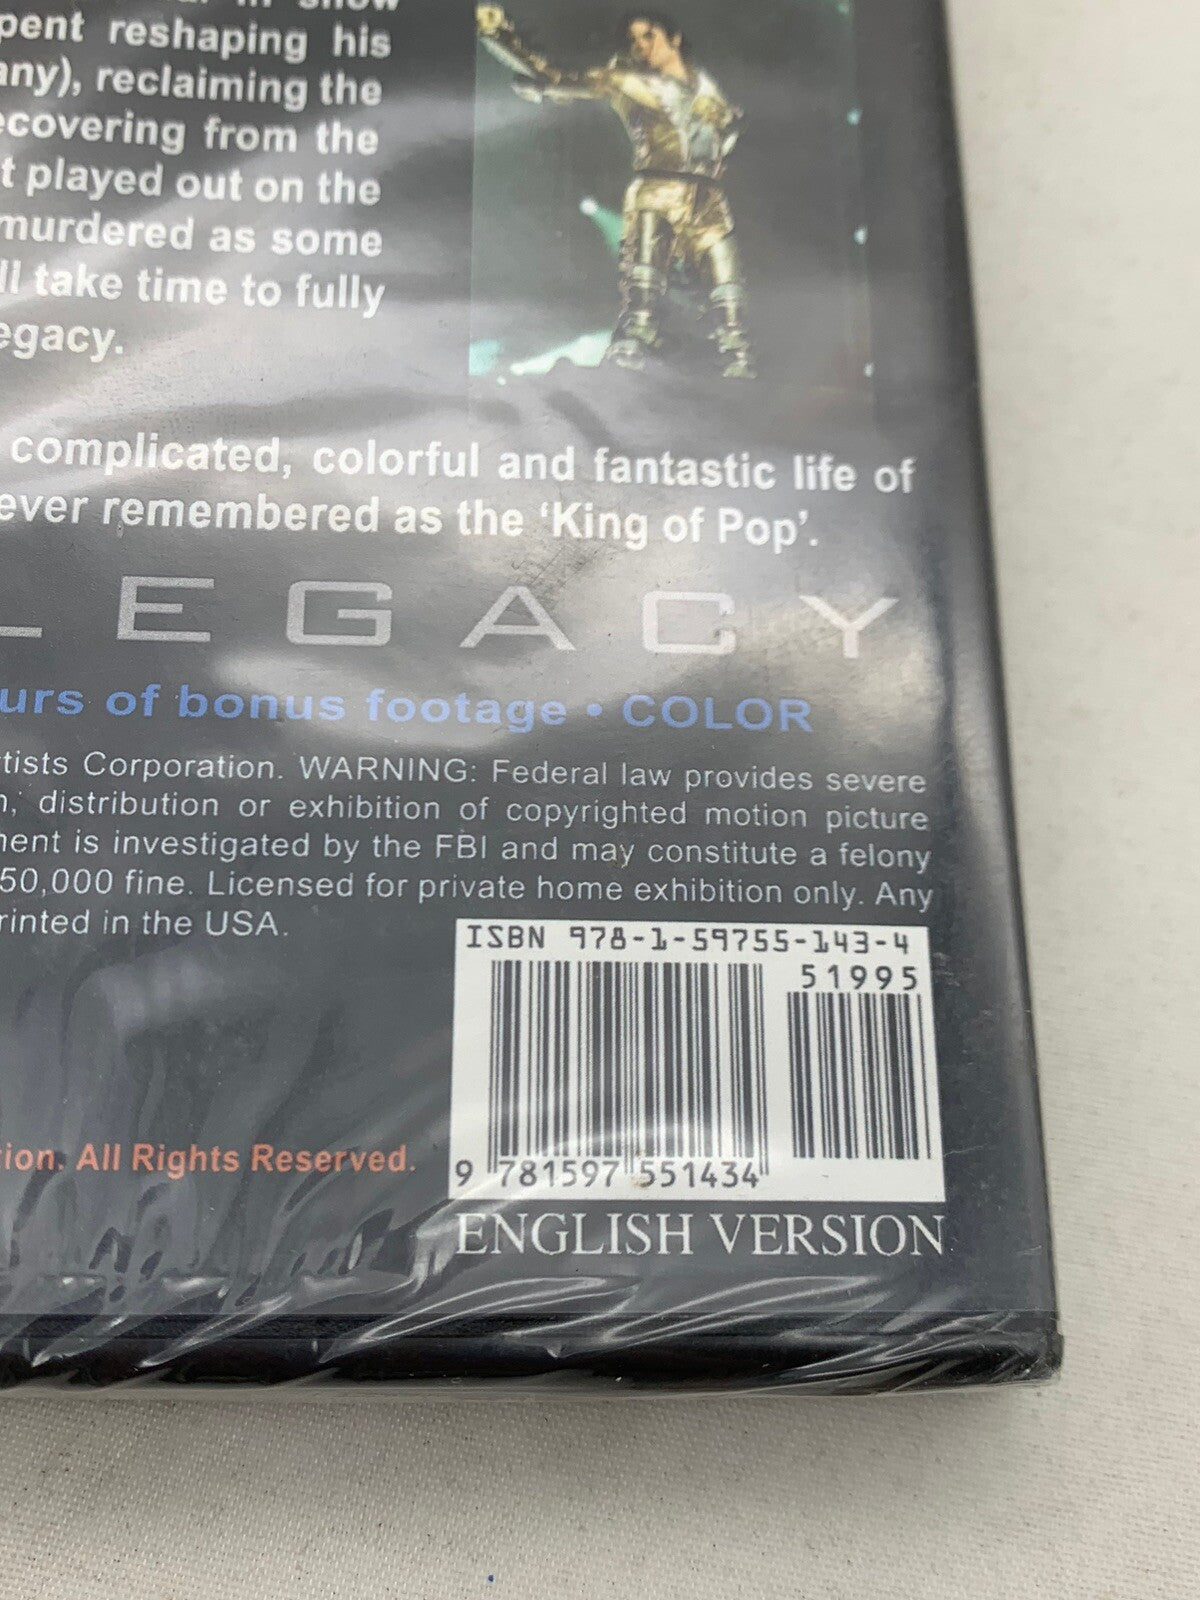 in show
pent reshaping his
any), reclaiming the
ecovering from the
t played out on the
murdered as some
ll take time to fully
egacy.
complicated, colorful and fantastic life of
ever remembered as the ‘King of Pop’.
LEGACY
urs of bonus footage • COLOR
tists Corporation. WARNING: Federal law provides severe
n, distribution or exhibition of copyrighted motion picture
ment is investigated by the FBI and may constitute a felony
50,000 fine. Licensed for private home exhibition only. Any
rinted in the USA.
ISBN 978-1-59755-143-4
51995
9 781597 551434
tion. All Rights Reserved.
ENGLISH VERSION